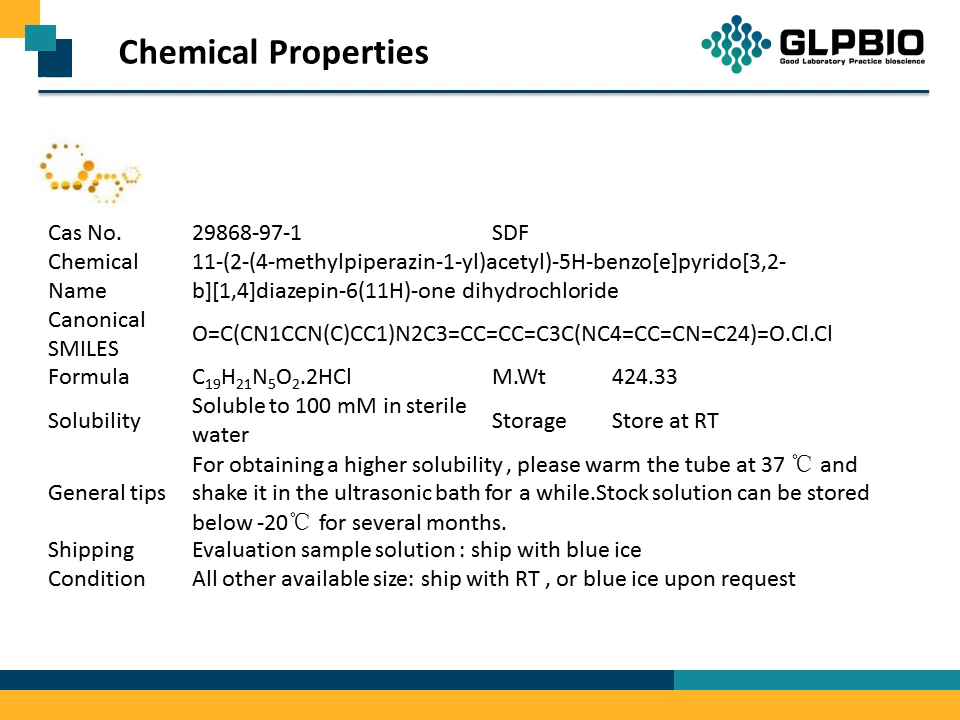 Chemical Properties
GLPBIO
Good Laboratory Practice bioscience
Cas No. 29868-97-1 SDF
Chemical Name 11-(2-(4-methylpiperazin-1-yl)acetyl)-5H-benzo[e]pyrido[3,2-
b][1,4]diazepin-6(11H)-one dihydrochloride
Canonical SMILES O=C(CN1CCN(C)CC1)N2C3=CC=CC=C3C(NC4=CC=CN=C24)=O.Cl.Cl
Formula C19H21N5O2.2HCl M.Wt 424.33
Solubility Soluble to 100 mM in sterile
water Storage Store at RT
General tips For obtaining a higher solubility , please warm the tube at 37 ℃ and
shake it in the ultrasonic bath for a while.Stock solution can be stored
below -20℃ for several months.
Shipping Condition Evaluation sample solution : ship with blue ice
All other available size: ship with RT , or blue ice upon request